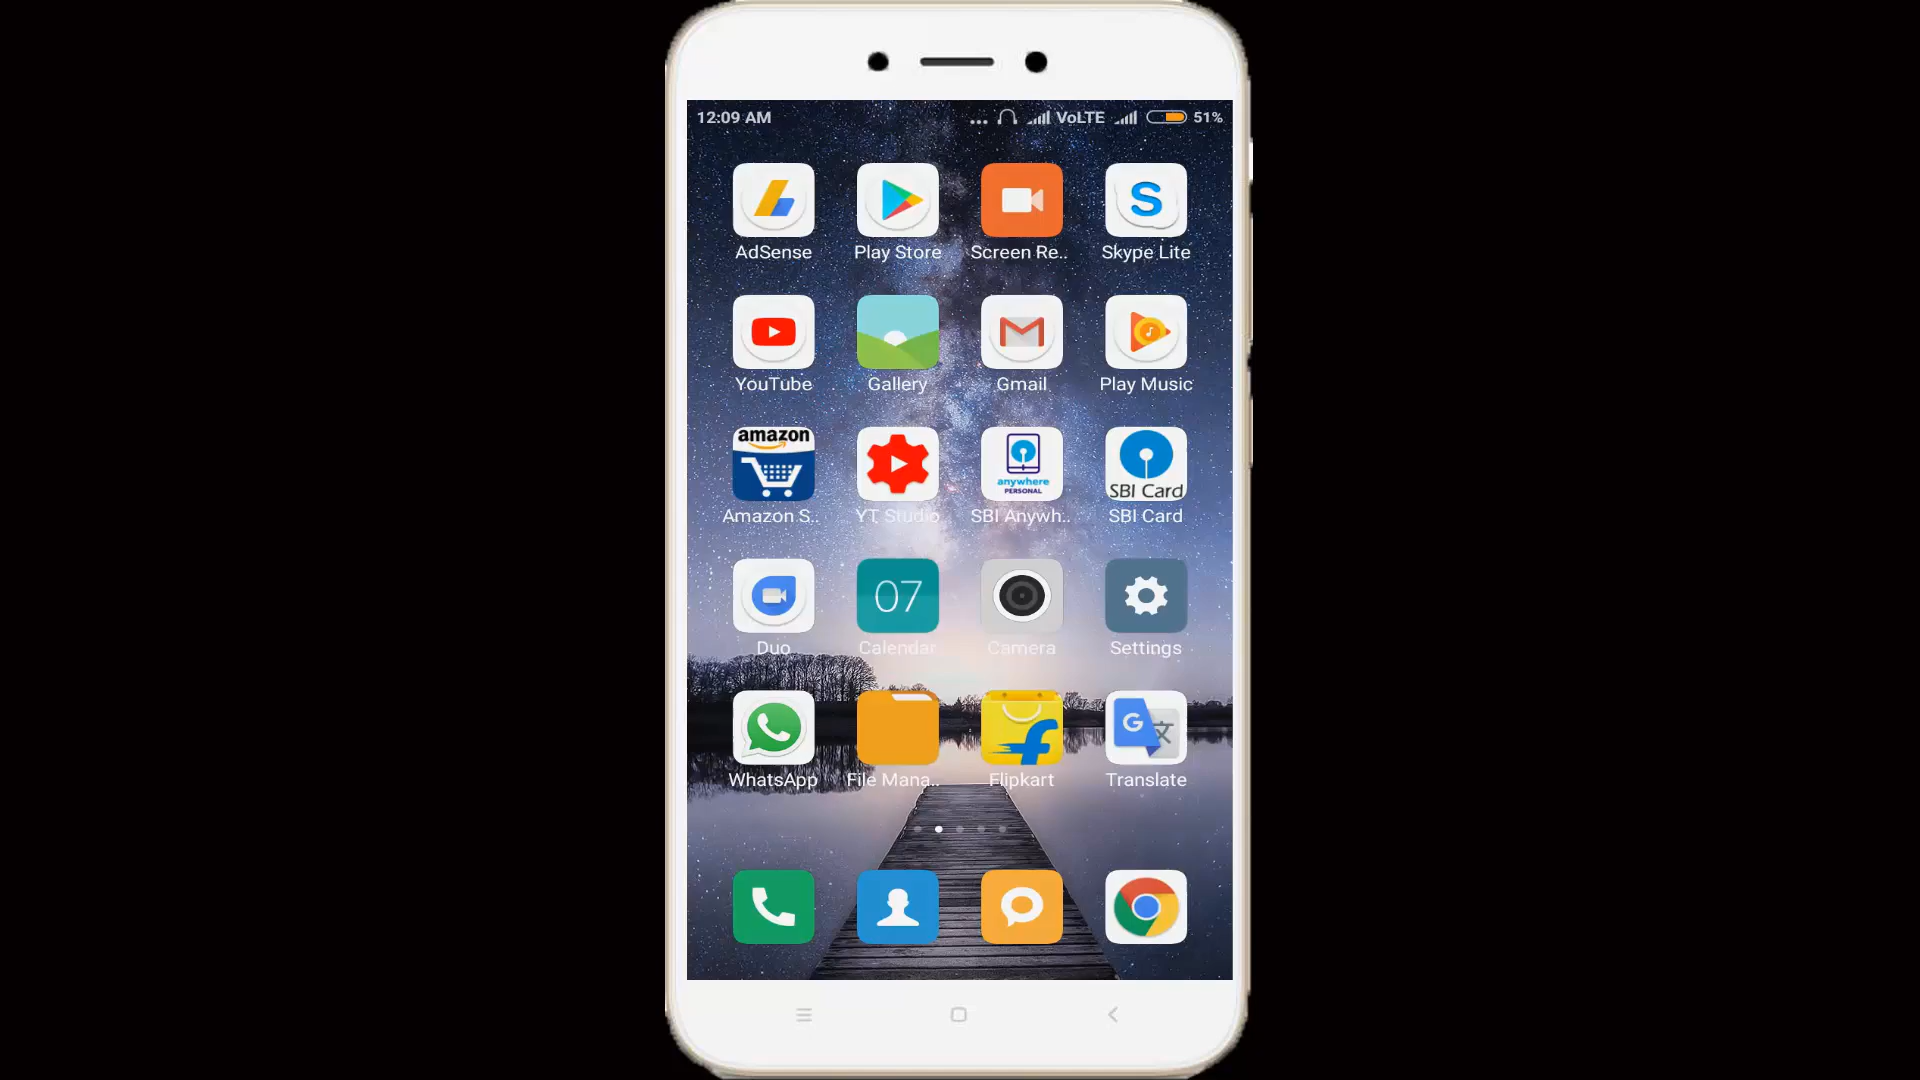 12:09 AM ... VoLTE 51%
S
AdSense Play Store Screen Re.. Skype Lite
YouTube Gallery Gmail Play Music
amazon
anywhere
PERSONAL
SBI Card
Amazon S.. YT Studio SBI Anywh.. SBI Card
07
Duo Calendar Camera Settings
G 文
f
WhatsApp File Mana.. Flipkart Translate